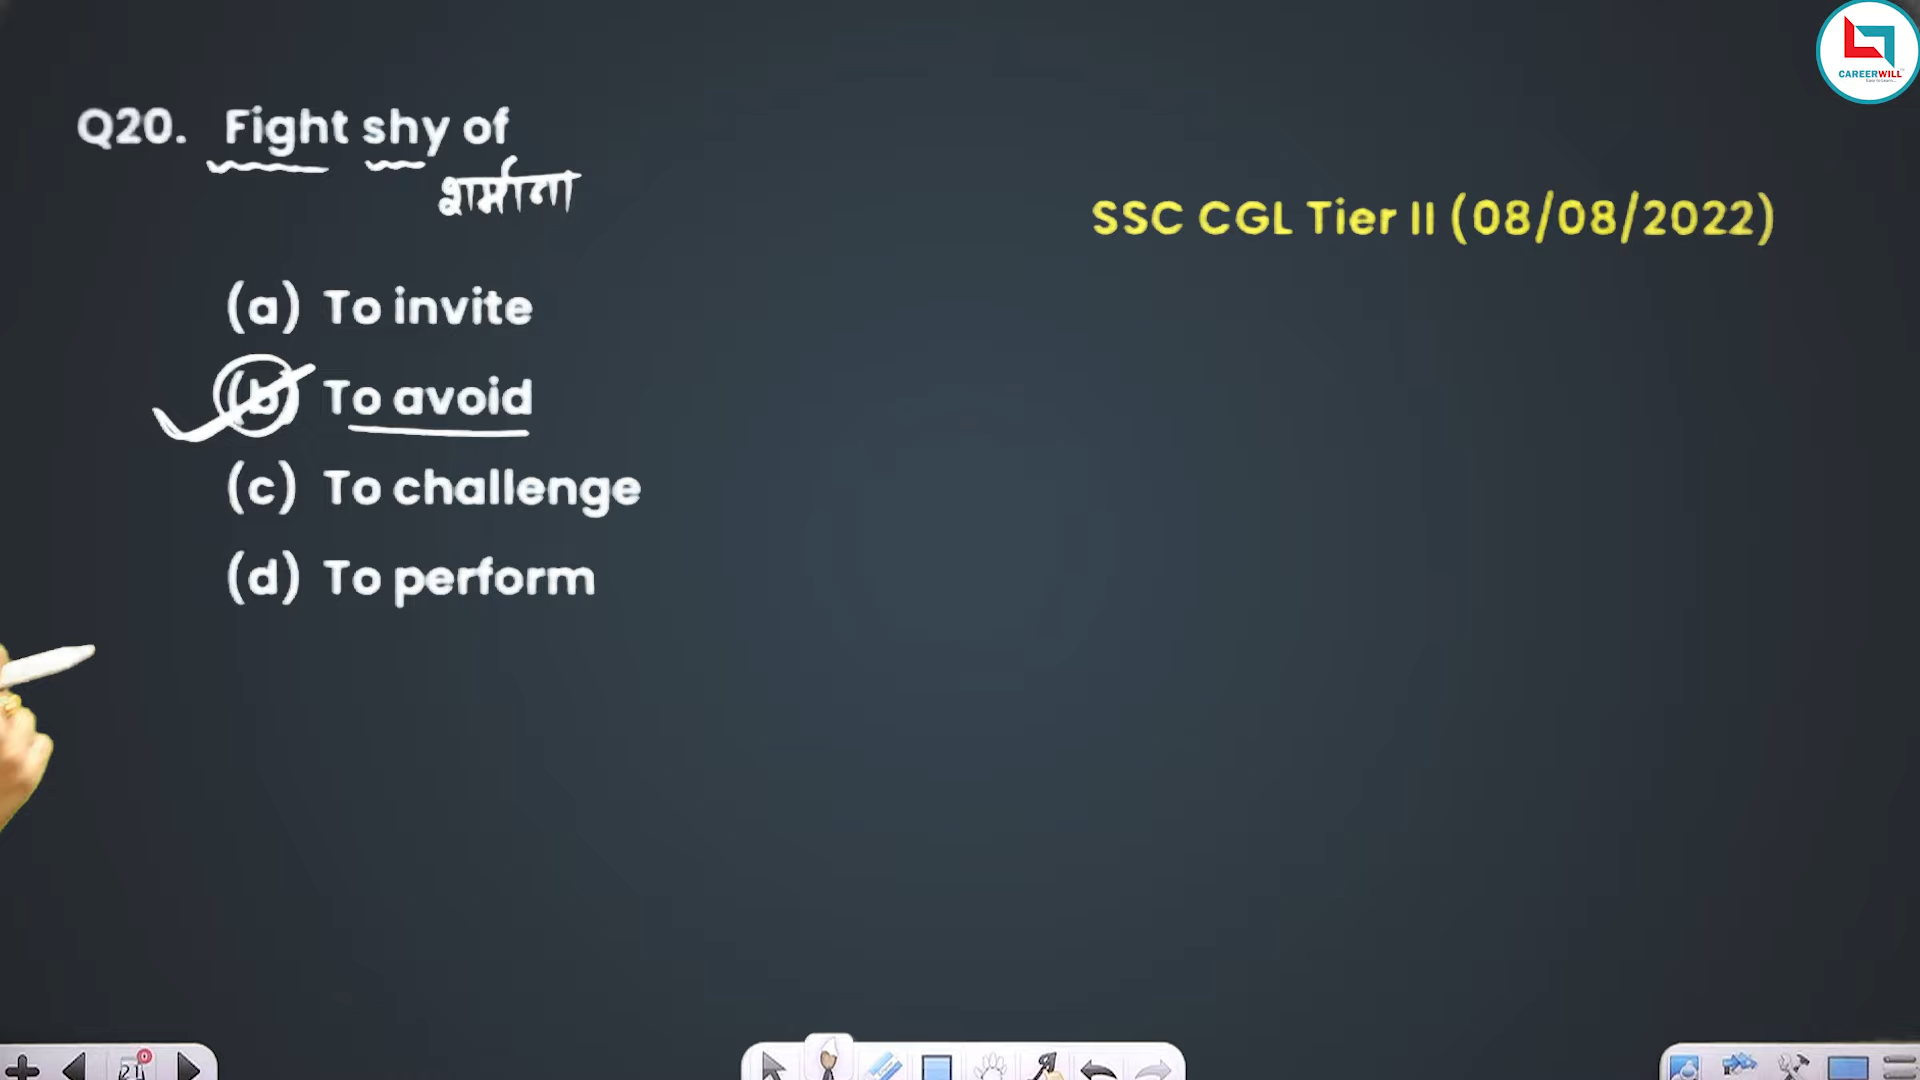 CAREERWILL
Q20. Fight shy of
शर्माना
SSC CGL Tier II (08/08/2022)
(a) To invite
(b) To avoid
(c) To challenge
(d) To perform
21